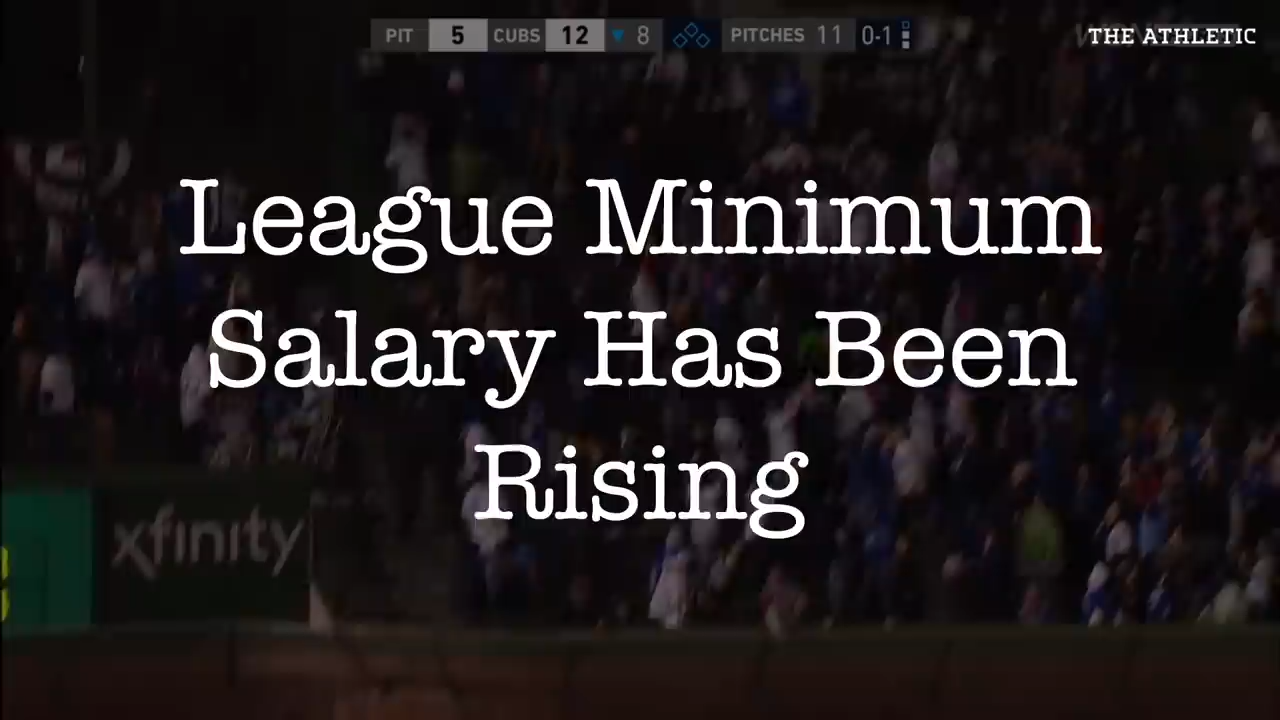 PIT 5 CUBS 12 8 PITCHES 11 0-1
THE ATHLETIC
League Minimum
Salary Has Been
Rising
xfinity